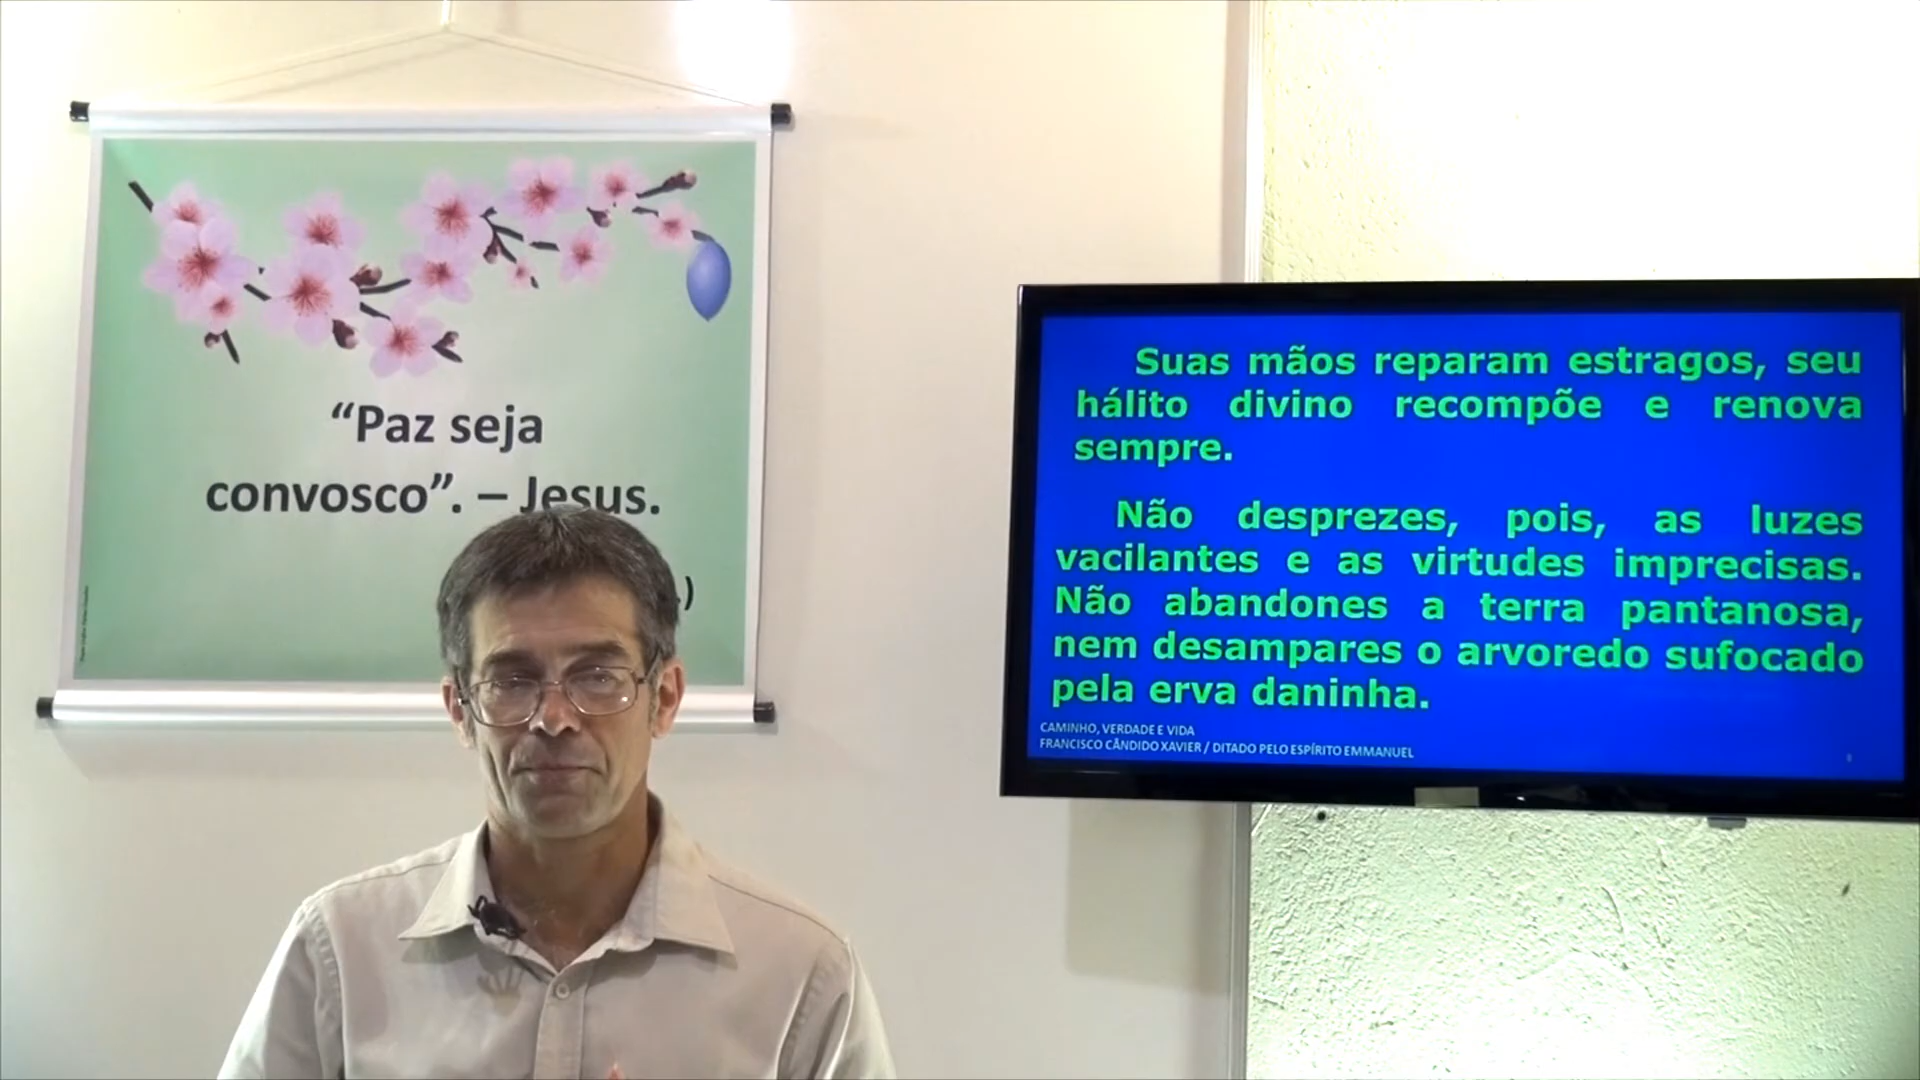 “Paz seja
convosco”. – Jesus.
.)
Suas mãos reparam estragos, seu
hálito divino recompõe e renova
sempre.
Não desprezes, pois, as luzes
vacilantes e as virtudes imprecisas.
Não abandones a terra pantanosa,
nem desampares o arvoredo sufocado
pela erva daninha.
CAMINHO, VERDADE E VIDA
FRANCISCO CÂNDIDO XAVIER / DITADO PELO ESPÍRITO EMMANUEL